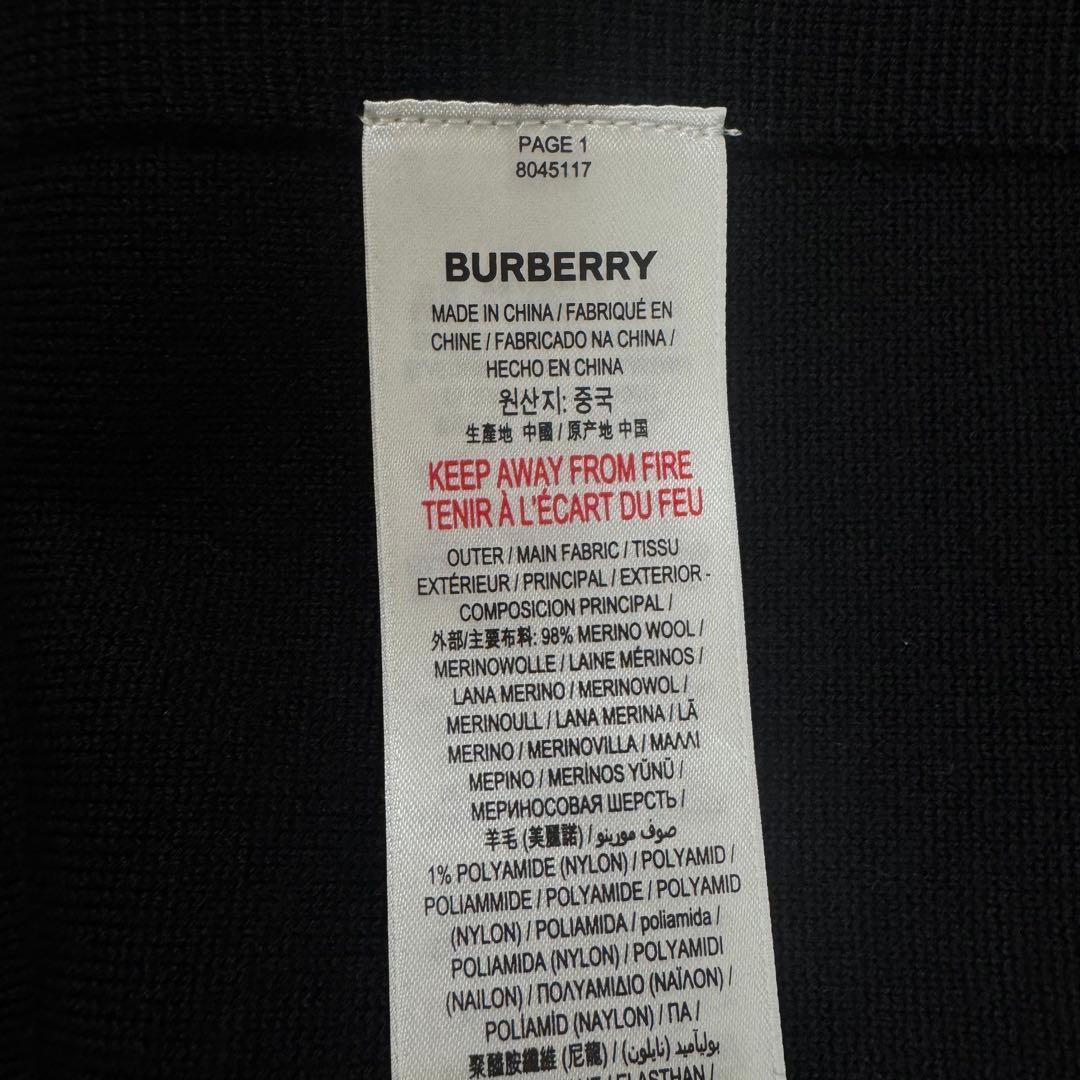 PAGE 1
8045117
BURBERRY
MADE IN CHINA / FABRIQUÉ EN
CHINE / FABRICADO NA CHINA /
HECHO EN CHINA
원산지: 중국
生產地 中國 / 原产地 中国
KEEP AWAY FROM FIRE
TENIR À L'ÉCART DU FEU
OUTER / MAIN FABRIC / TISSU
EXTÉRIEUR / PRINCIPAL / EXTERIOR -
COMPOSICION PRINCIPAL /
外部/主要布料: 98% MERINO WOOL /
MERINOWOLLE / LAINE MÉRINOS /
LANA MERINO / MERINOWOL /
MERINOULL / LANA MERINA / LÃ
MERINO / MERINOVILLA / ΜΑΛΛΙ
ΜΕΡΙΝΟ / MERİNOS YÜNÜ /
МЕРИНОСОВАЯ ШЕРСТЬ /
羊毛 (美麗諾) / صوف مورينو
1% POLYAMIDE (NYLON) / POLYAMID /
POLIAMMIDE / POLYAMIDE / POLYAMID
(NYLON) / POLIAMIDA / poliamida /
POLIAMIDA (NYLON) / POLYAMIDI
(NAILON) / ΠΟΛΥΑΜΙΔΙΟ (ΝΑΪΛΟΝ) /
POLİAMİD (NAYLON) / ПА /
聚醯胺纖維 (尼龍) / بوليآميد (نايلون) /
/ ELASTHAN /